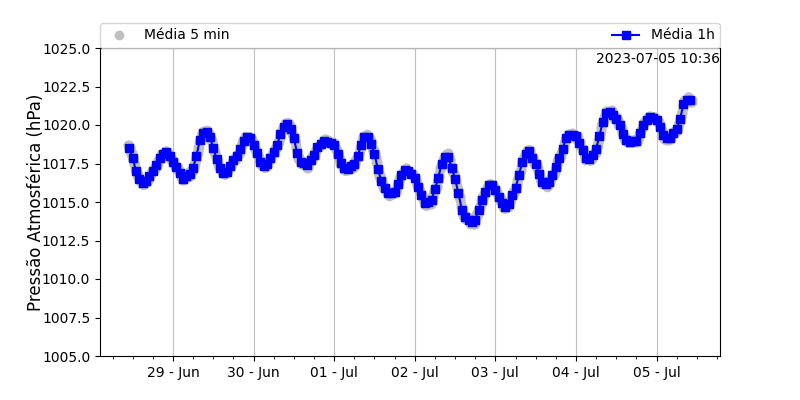 Média 5 min
Média 1h
2023-07-05 10:36
Pressão Atmosférica (hPa)
1025.0
1022.5
1020.0
1017.5
1015.0
1012.5
1010.0
1007.5
1005.0
29 - Jun
30 - Jun
01 - Jul
02 - Jul
03 - Jul
04 - Jul
05 - Jul